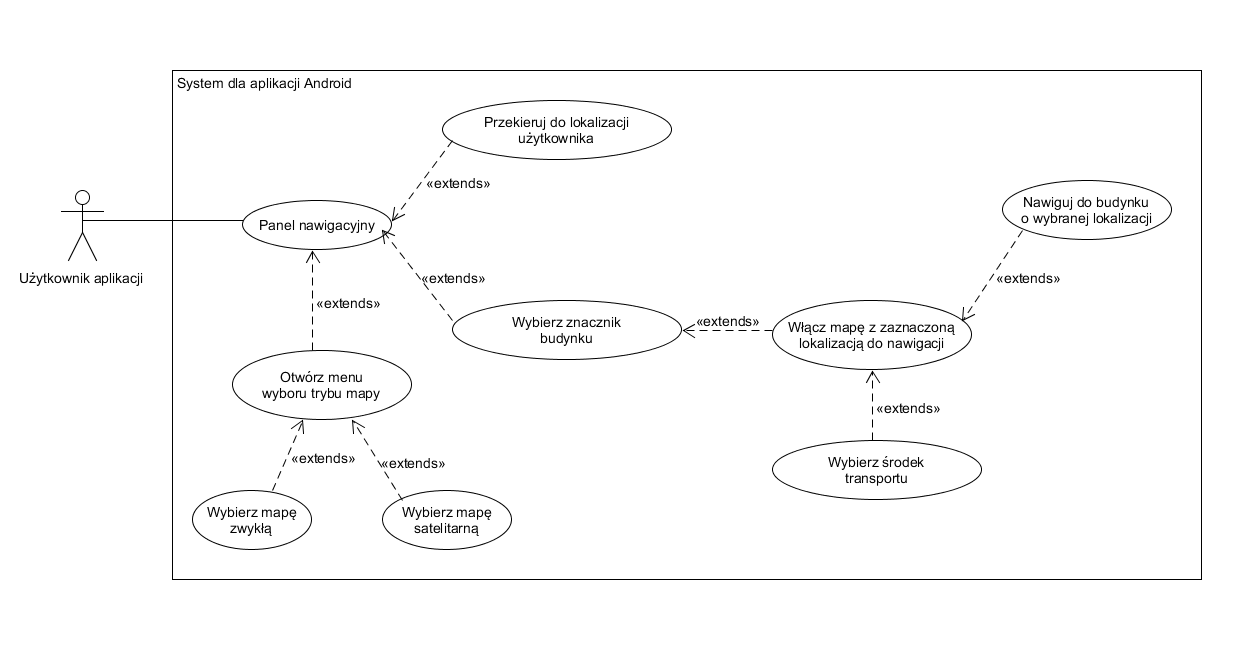 System dla aplikacji Android
Przekieruj do lokalizacji
użytkownika
«extends»
Nawiguj do budynku
o wybranej lokalizacji
Panel nawigacyjny
Użytkownik aplikacji
«extends»
«extends»
«extends»
Wybierz znacznik
budynku
«extends»
Włącz mapę z zaznaczoną
lokalizacją do nawigacji
Otwórz menu
wyboru trybu mapy
«extends»
«extends»
«extends»
Wybierz środek
transportu
Wybierz mapę
zwykłą
Wybierz mapę
satelitarną